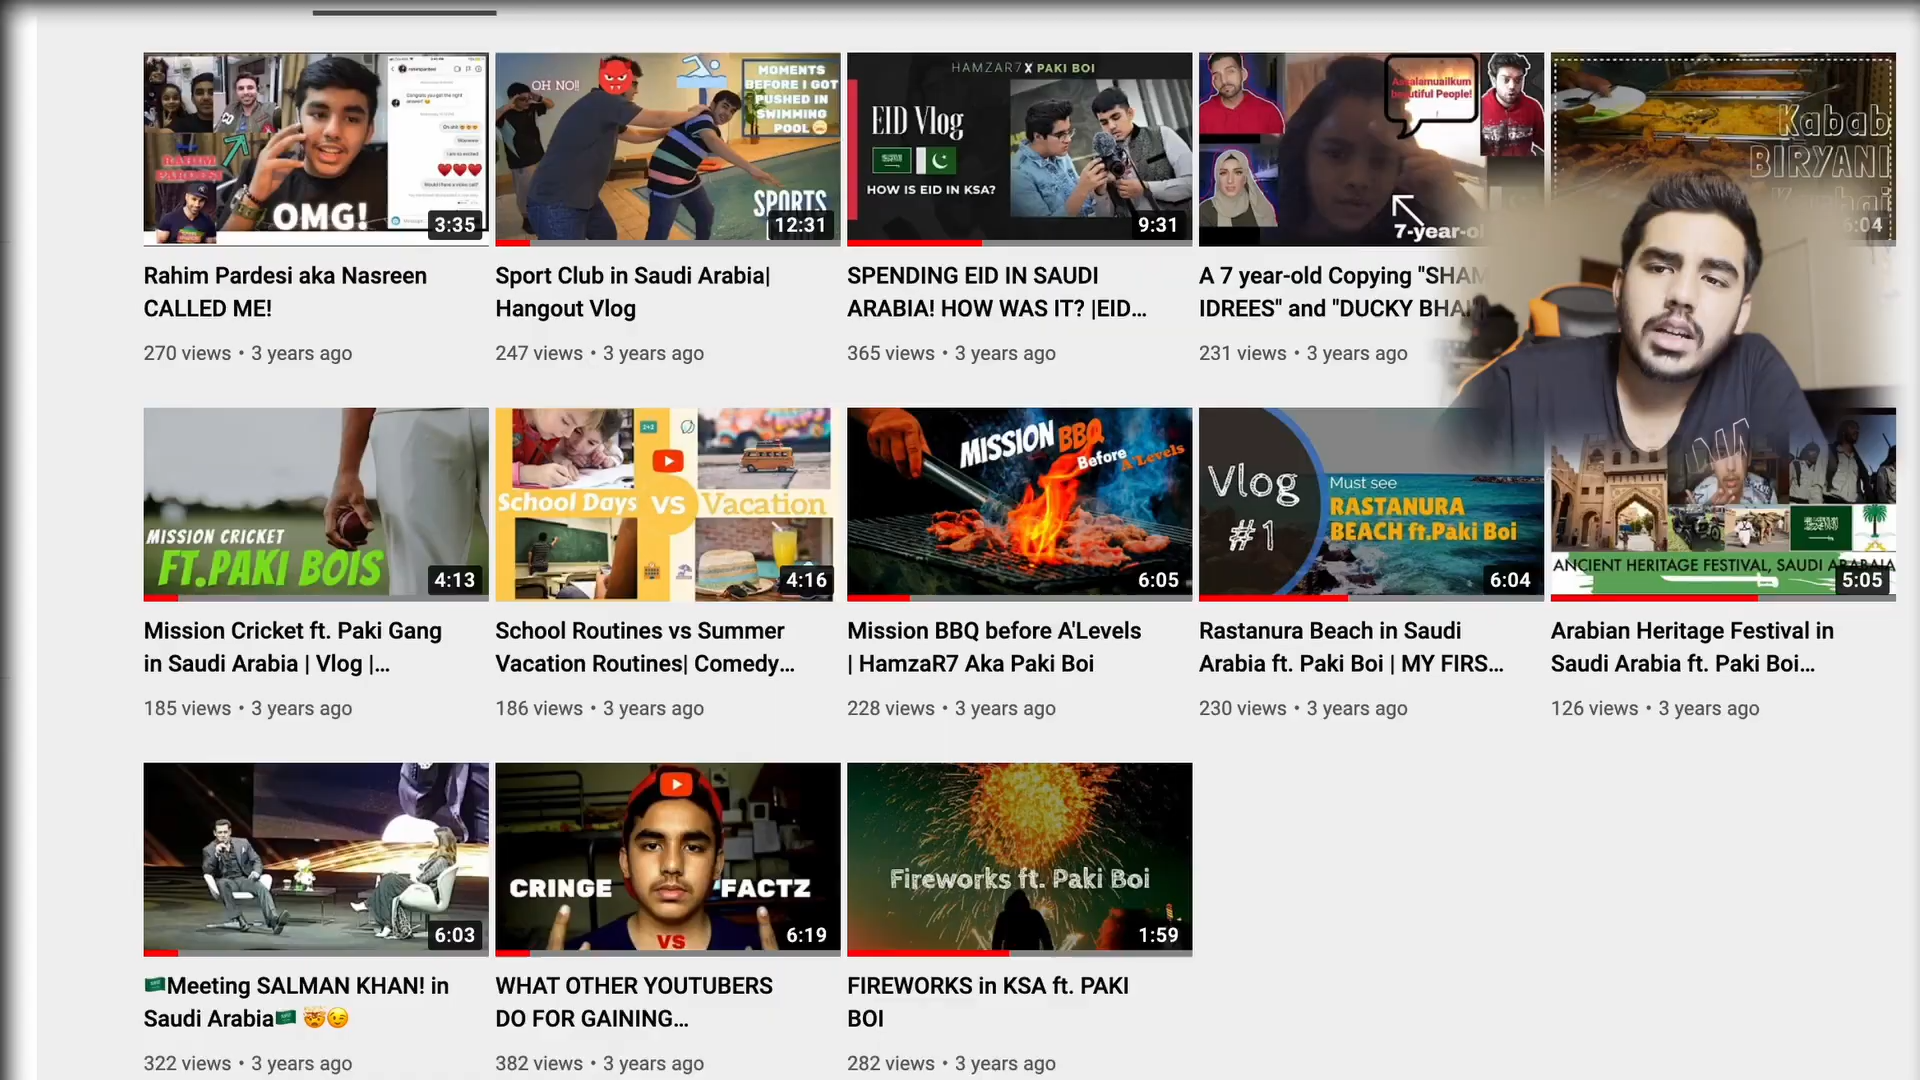 OMG!
3:35
OH NO!!
MOMENTS
BEFORE I GOT
PUSHED IN
SWIMMING
POOL
SPORTS
12:31
HAMZAR7 X PAKI BOI
EID Vlog
HOW IS EID IN KSA?
9:31
Assalamuailkum
beautiful People!
7-year-ol
Kabab
BIRYANI
6:04
Rahim Pardesi aka Nasreen
CALLED ME!
270 views • 3 years ago
Sport Club in Saudi Arabia|
Hangout Vlog
247 views • 3 years ago
SPENDING EID IN SAUDI
ARABIA! HOW WAS IT? |EID...
365 views • 3 years ago
A 7 year-old Copying "SHAM
IDREES" and "DUCKY BHAI
231 views • 3 years ago
MISSION CRICKET
FT.PAKI BOIS
4:13
School Days VS Vacation
4:16
MISSION BBQ
Before A Levels
6:05
Vlog
#1
Must see
RASTANURA
BEACH ft.Paki Boi
6:04
ANCIENT HERITAGE FESTIVAL, SAUDI ARABAIA
5:05
Mission Cricket ft. Paki Gang
in Saudi Arabia | Vlog |...
185 views • 3 years ago
School Routines vs Summer
Vacation Routines| Comedy...
186 views • 3 years ago
Mission BBQ before A'Levels
| HamzaR7 Aka Paki Boi
228 views • 3 years ago
Rastanura Beach in Saudi
Arabia ft. Paki Boi | MY FIRS...
230 views • 3 years ago
Arabian Heritage Festival in
Saudi Arabia ft. Paki Boi...
126 views • 3 years ago
6:03
CRINGE FACTZ
VS
6:19
Fireworks ft. Paki Boi
1:59
🇸🇦Meeting SALMAN KHAN! in
Saudi Arabia🇸🇦 🤯😉
322 views • 3 years ago
WHAT OTHER YOUTUBERS
DO FOR GAINING...
382 views • 3 years ago
FIREWORKS in KSA ft. PAKI
BOI
282 views • 3 years ago